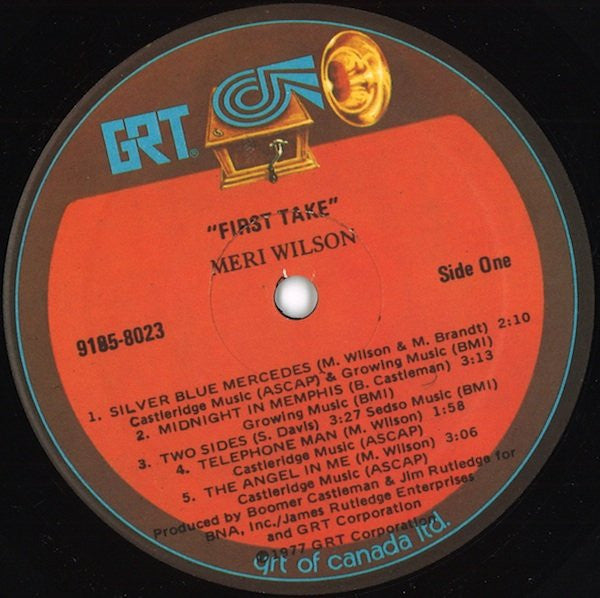 GRT®
"FIRST TAKE"
MERI WILSON
Side One
9185-8023
1. SILVER BLUE MERCEDES (M. Wilson & M. Brandt) 2:10
Castleridge Music (ASCAP) & Growing Music (BMI)
2. MIDNIGHT IN MEMPHIS (B. Castleman) 3:13
Growing Music (BMI)
3. TWO SIDES (S. Davis) 3:27 Sedso Music (BMI)
4. TELEPHONE MAN (M. Wilson) 1:58
Castleridge Music (ASCAP)
5. THE ANGEL IN ME (M. Wilson) 3:06
Castleridge Music (ASCAP)
Produced by Boomer Castleman & Jim Rutledge for
BNA, Inc./James Rutledge Enterprises
and GRT Corporation
℗1977 GRT Corporation
grt of canada ltd.